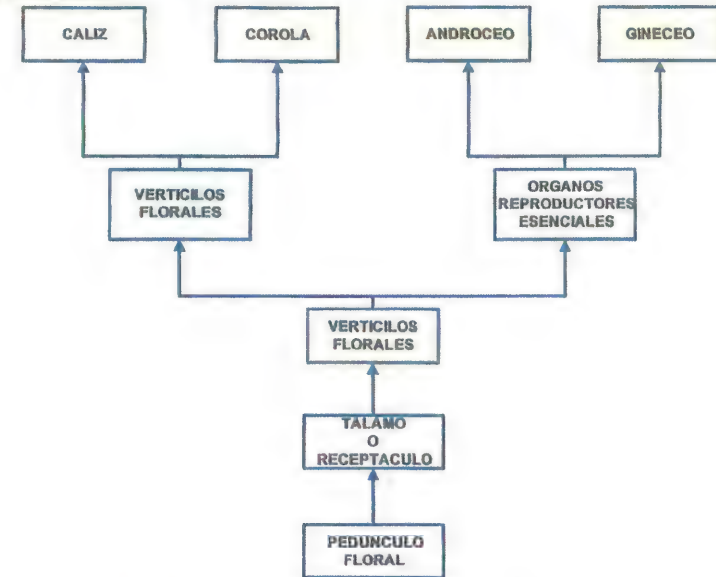 CALIZ
COROLA
ANDROCEO
GINECEO
VERTICILOS
FLORALES
ORGANOS
REPRODUCTORES
ESENCIALES
VERTICILOS
FLORALES
TALAMO
O
RECEPTACULO
PEDUNCULO
FLORAL